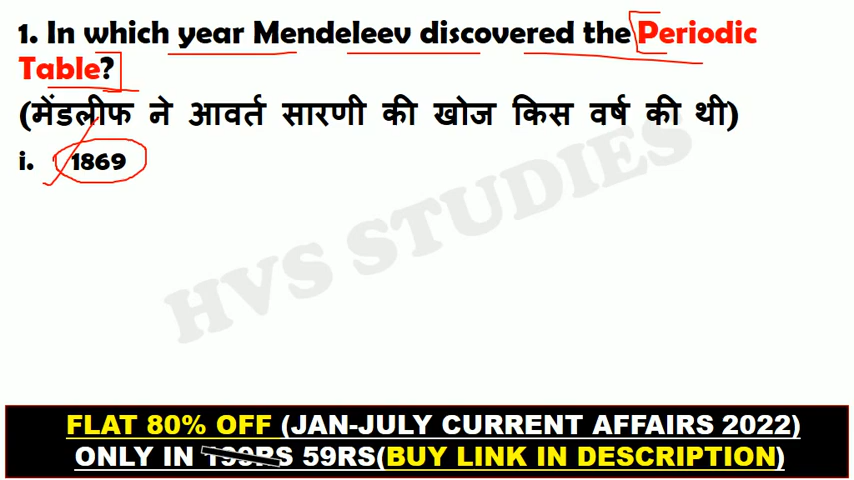 1. In which year Mendeleev discovered the Periodic
Table?
(मेंडलीफ ने आवर्त सारणी की खोज किस वर्ष की थी)
i. 1869
HVS STUDIES
FLAT 80% OFF (JAN-JULY CURRENT AFFAIRS 2022)
ONLY IN 199RS 59RS(BUY LINK IN DESCRIPTION)